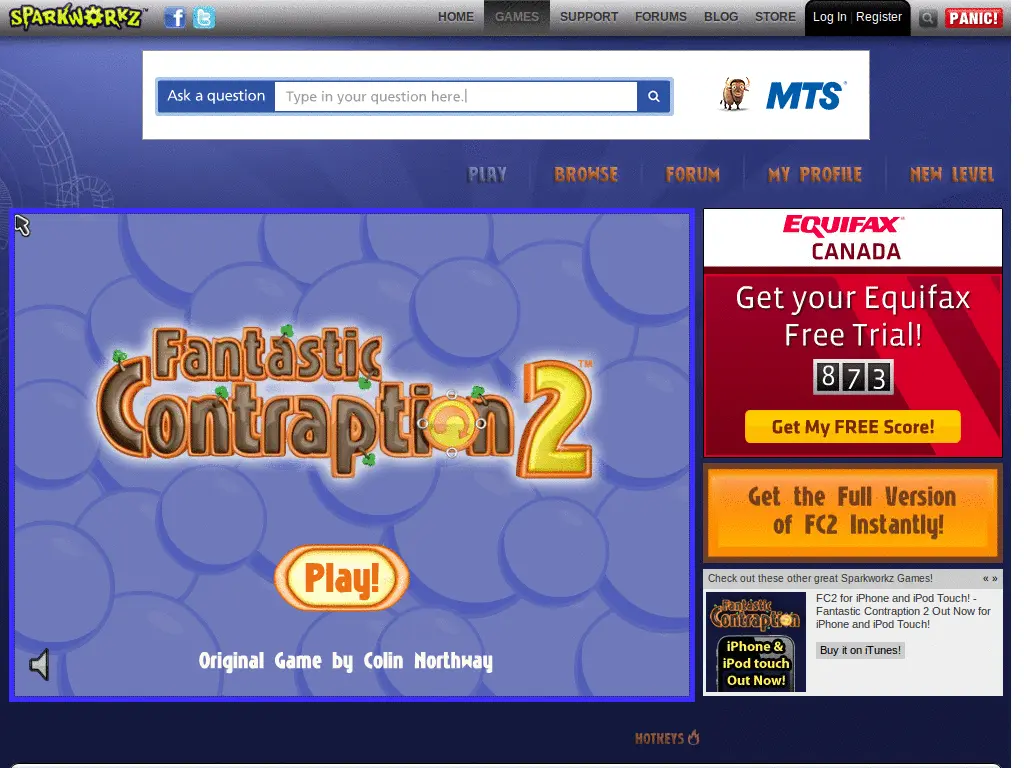 SPARKWORKZ™
HOME GAMES SUPPORT FORUMS BLOG STORE Log In | Register PANIC!
Ask a question Type in your question here. MTS
PLAY BROWSE FORUM MY PROFILE NEW LEVEL
EQUIFAX
CANADA
Get your Equifax
Free Trial!
873
Get My FREE Score!
Fantastic
Contraption 2™
Play!
Original Game by Colin Northway
Get the Full Version
of FC2 Instantly!
Check out these other great Sparkworkz Games! « »
Fantastic
Contraption
iPhone &
iPod touch
Out Now!
FC2 for iPhone and iPod Touch! -
Fantastic Contraption 2 Out Now for
iPhone and iPod Touch!
Buy it on iTunes!
HOTKEYS